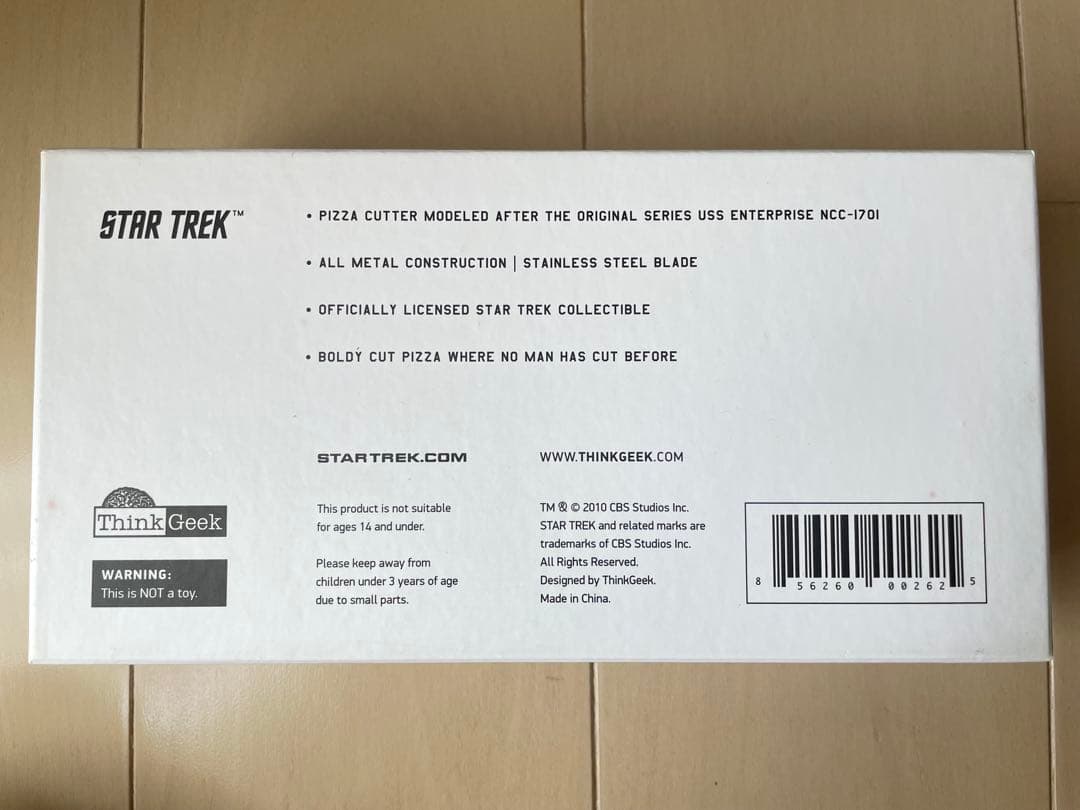 STAR TREK™
• PIZZA CUTTER MODELED AFTER THE ORIGINAL SERIES USS ENTERPRISE NCC-1701
• ALL METAL CONSTRUCTION | STAINLESS STEEL BLADE
• OFFICIALLY LICENSED STAR TREK COLLECTIBLE
• BOLDY CUT PIZZA WHERE NO MAN HAS CUT BEFORE
STARTREK.COM
WWW.THINKGEEK.COM
ThinkGeek
WARNING:
This is NOT a toy.
This product is not suitable
for ages 14 and under.
Please keep away from
children under 3 years of age
due to small parts.
TM ® © 2010 CBS Studios Inc.
STAR TREK and related marks are
trademarks of CBS Studios Inc.
All Rights Reserved.
Designed by ThinkGeek.
Made in China.
8 56260 00262 5